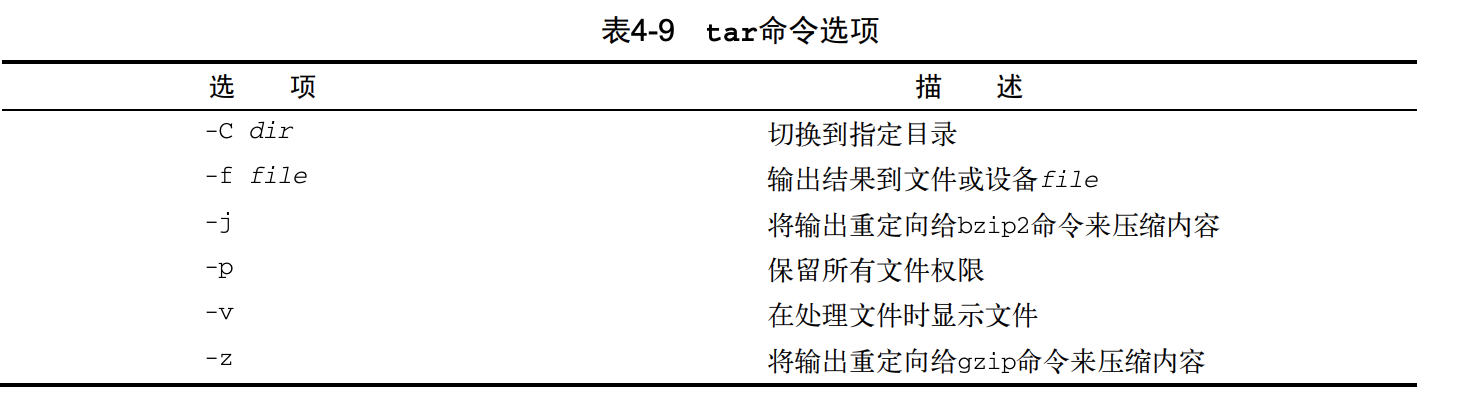 表4-9 tar命令选项
选 项 描 述
-C dir 切换到指定目录
-f file 输出结果到文件或设备file
-j 将输出重定向给bzip2命令来压缩内容
-p 保留所有文件权限
-v 在处理文件时显示文件
-z 将输出重定向给gzip命令来压缩内容